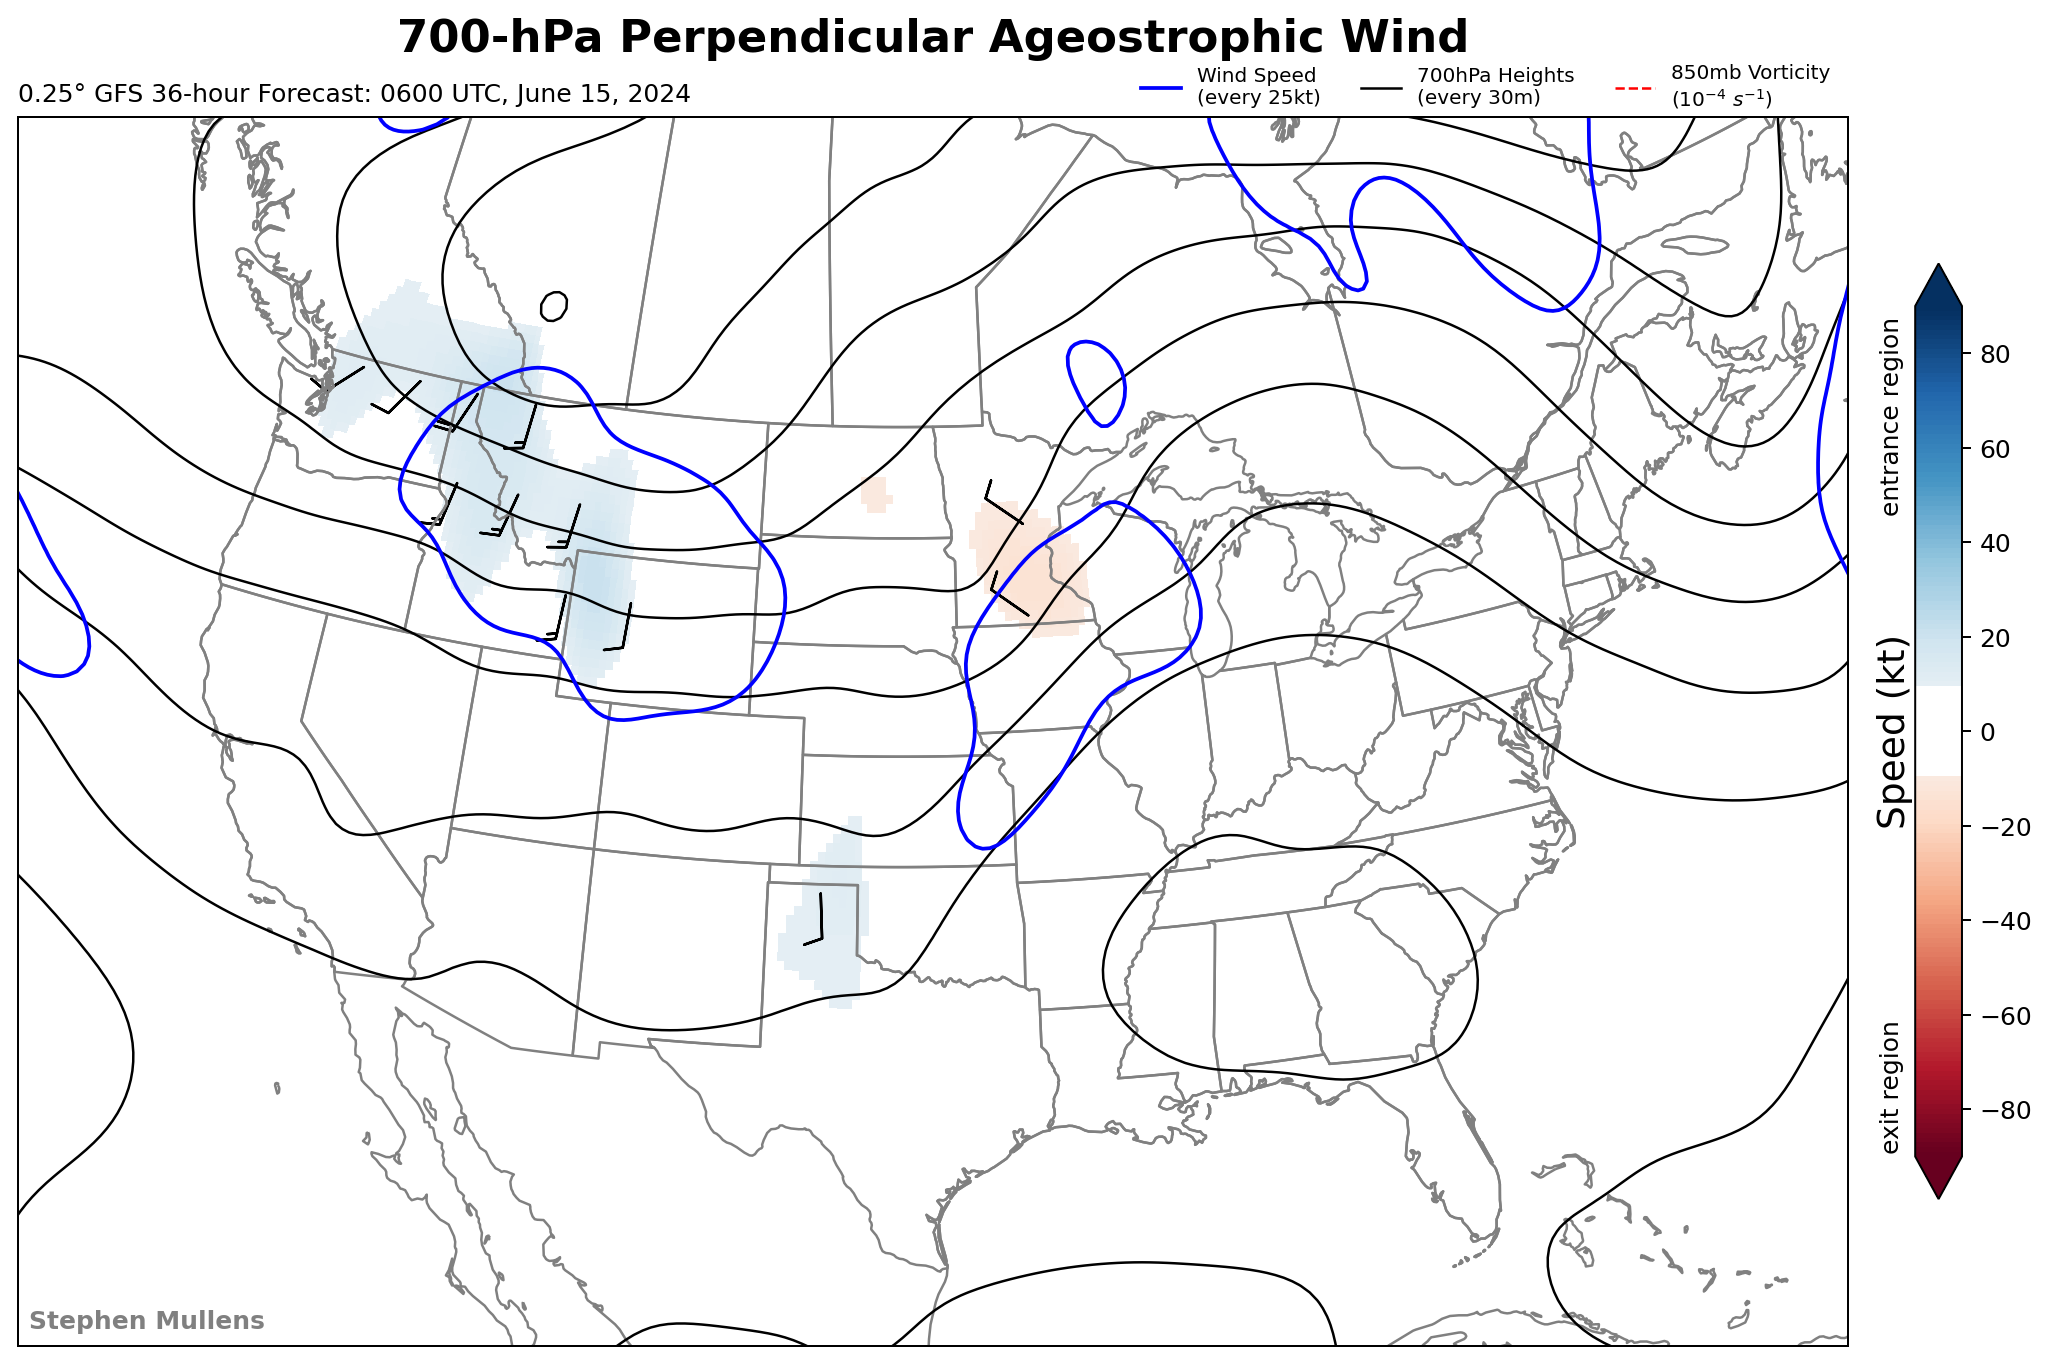 700-hPa Perpendicular Ageostrophic Wind
0.25° GFS 36-hour Forecast: 0600 UTC, June 15, 2024
Wind Speed
(every 25kt)
700hPa Heights
(every 30m)
850mb Vorticity
(10⁻⁴ s⁻¹)
entrance region
Speed (kt)
exit region
80
60
40
20
0
−20
−40
−60
−80
Stephen Mullens